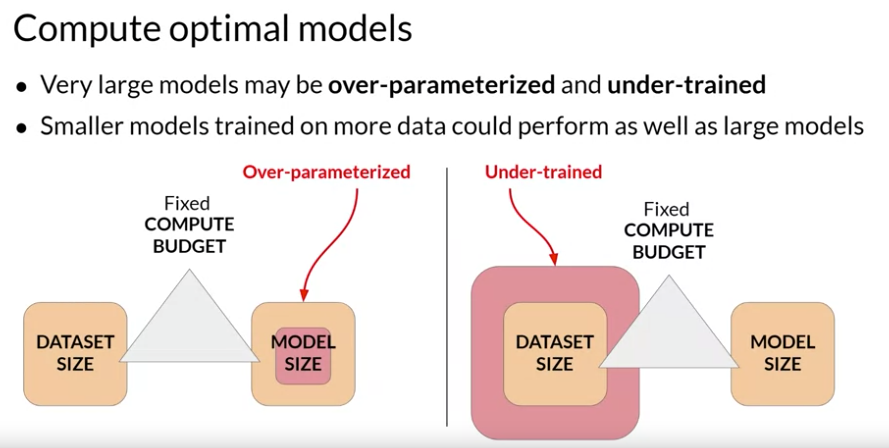 Compute optimal models
• Very large models may be over-parameterized and under-trained
• Smaller models trained on more data could perform as well as large models
Over-parameterized
Fixed
COMPUTE
BUDGET
DATASET
SIZE
MODEL
SIZE
Under-trained
Fixed
COMPUTE
BUDGET
DATASET
SIZE
MODEL
SIZE